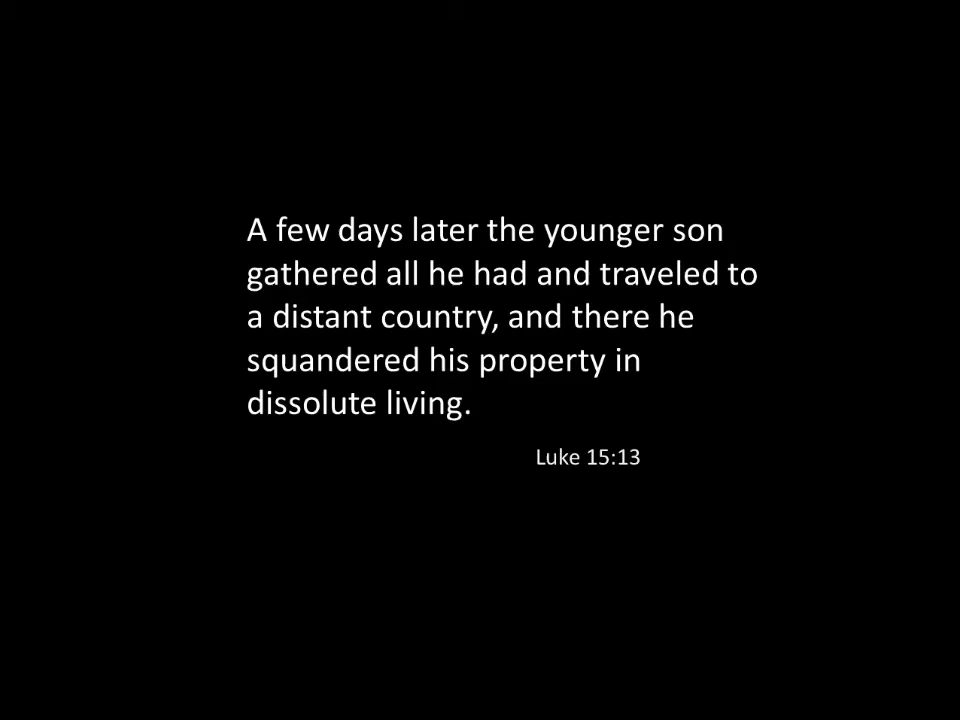 A few days later the younger son
gathered all he had and traveled to
a distant country, and there he
squandered his property in
dissolute living.
Luke 15:13